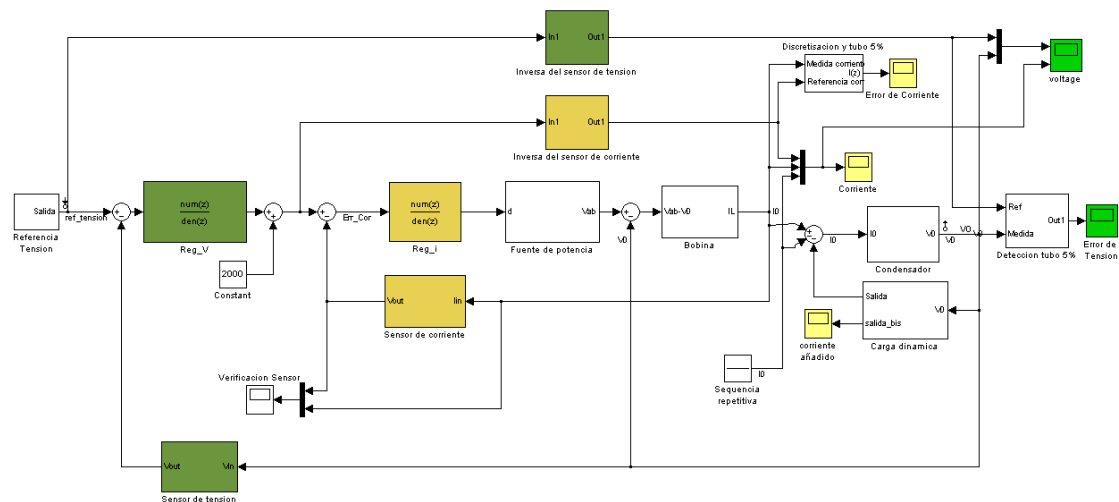 In1
Out1
Inversa del sensor de tension
Discretisacion y tubo 5%
Medida corriente
I(z)
Referencia corr
Error de Corriente
voltage
In1
Out1
Inversa del sensor de corriente
Corriente
Salida
ref_tension
Referencia
Tension
num(z)
den(z)
Reg_V
2000
Constant
Err_Cor
num(z)
den(z)
Reg_i
d
Vab
Fuente de potencia
V0
Vab-V0
IL
Bobina
I0
I0
I0
V0
V0
Condensador
V0
V0
Ref
Out1
Medida
Deteccion tubo 5%
Error de
Tension
Vout
Iin
Sensor de corriente
Salida
V0
salida_bis
Carga dinamica
corriente
añadido
Sequencia
repetitiva
I0
Verificacion Sensor
Vout
Vin
Sensor de tension